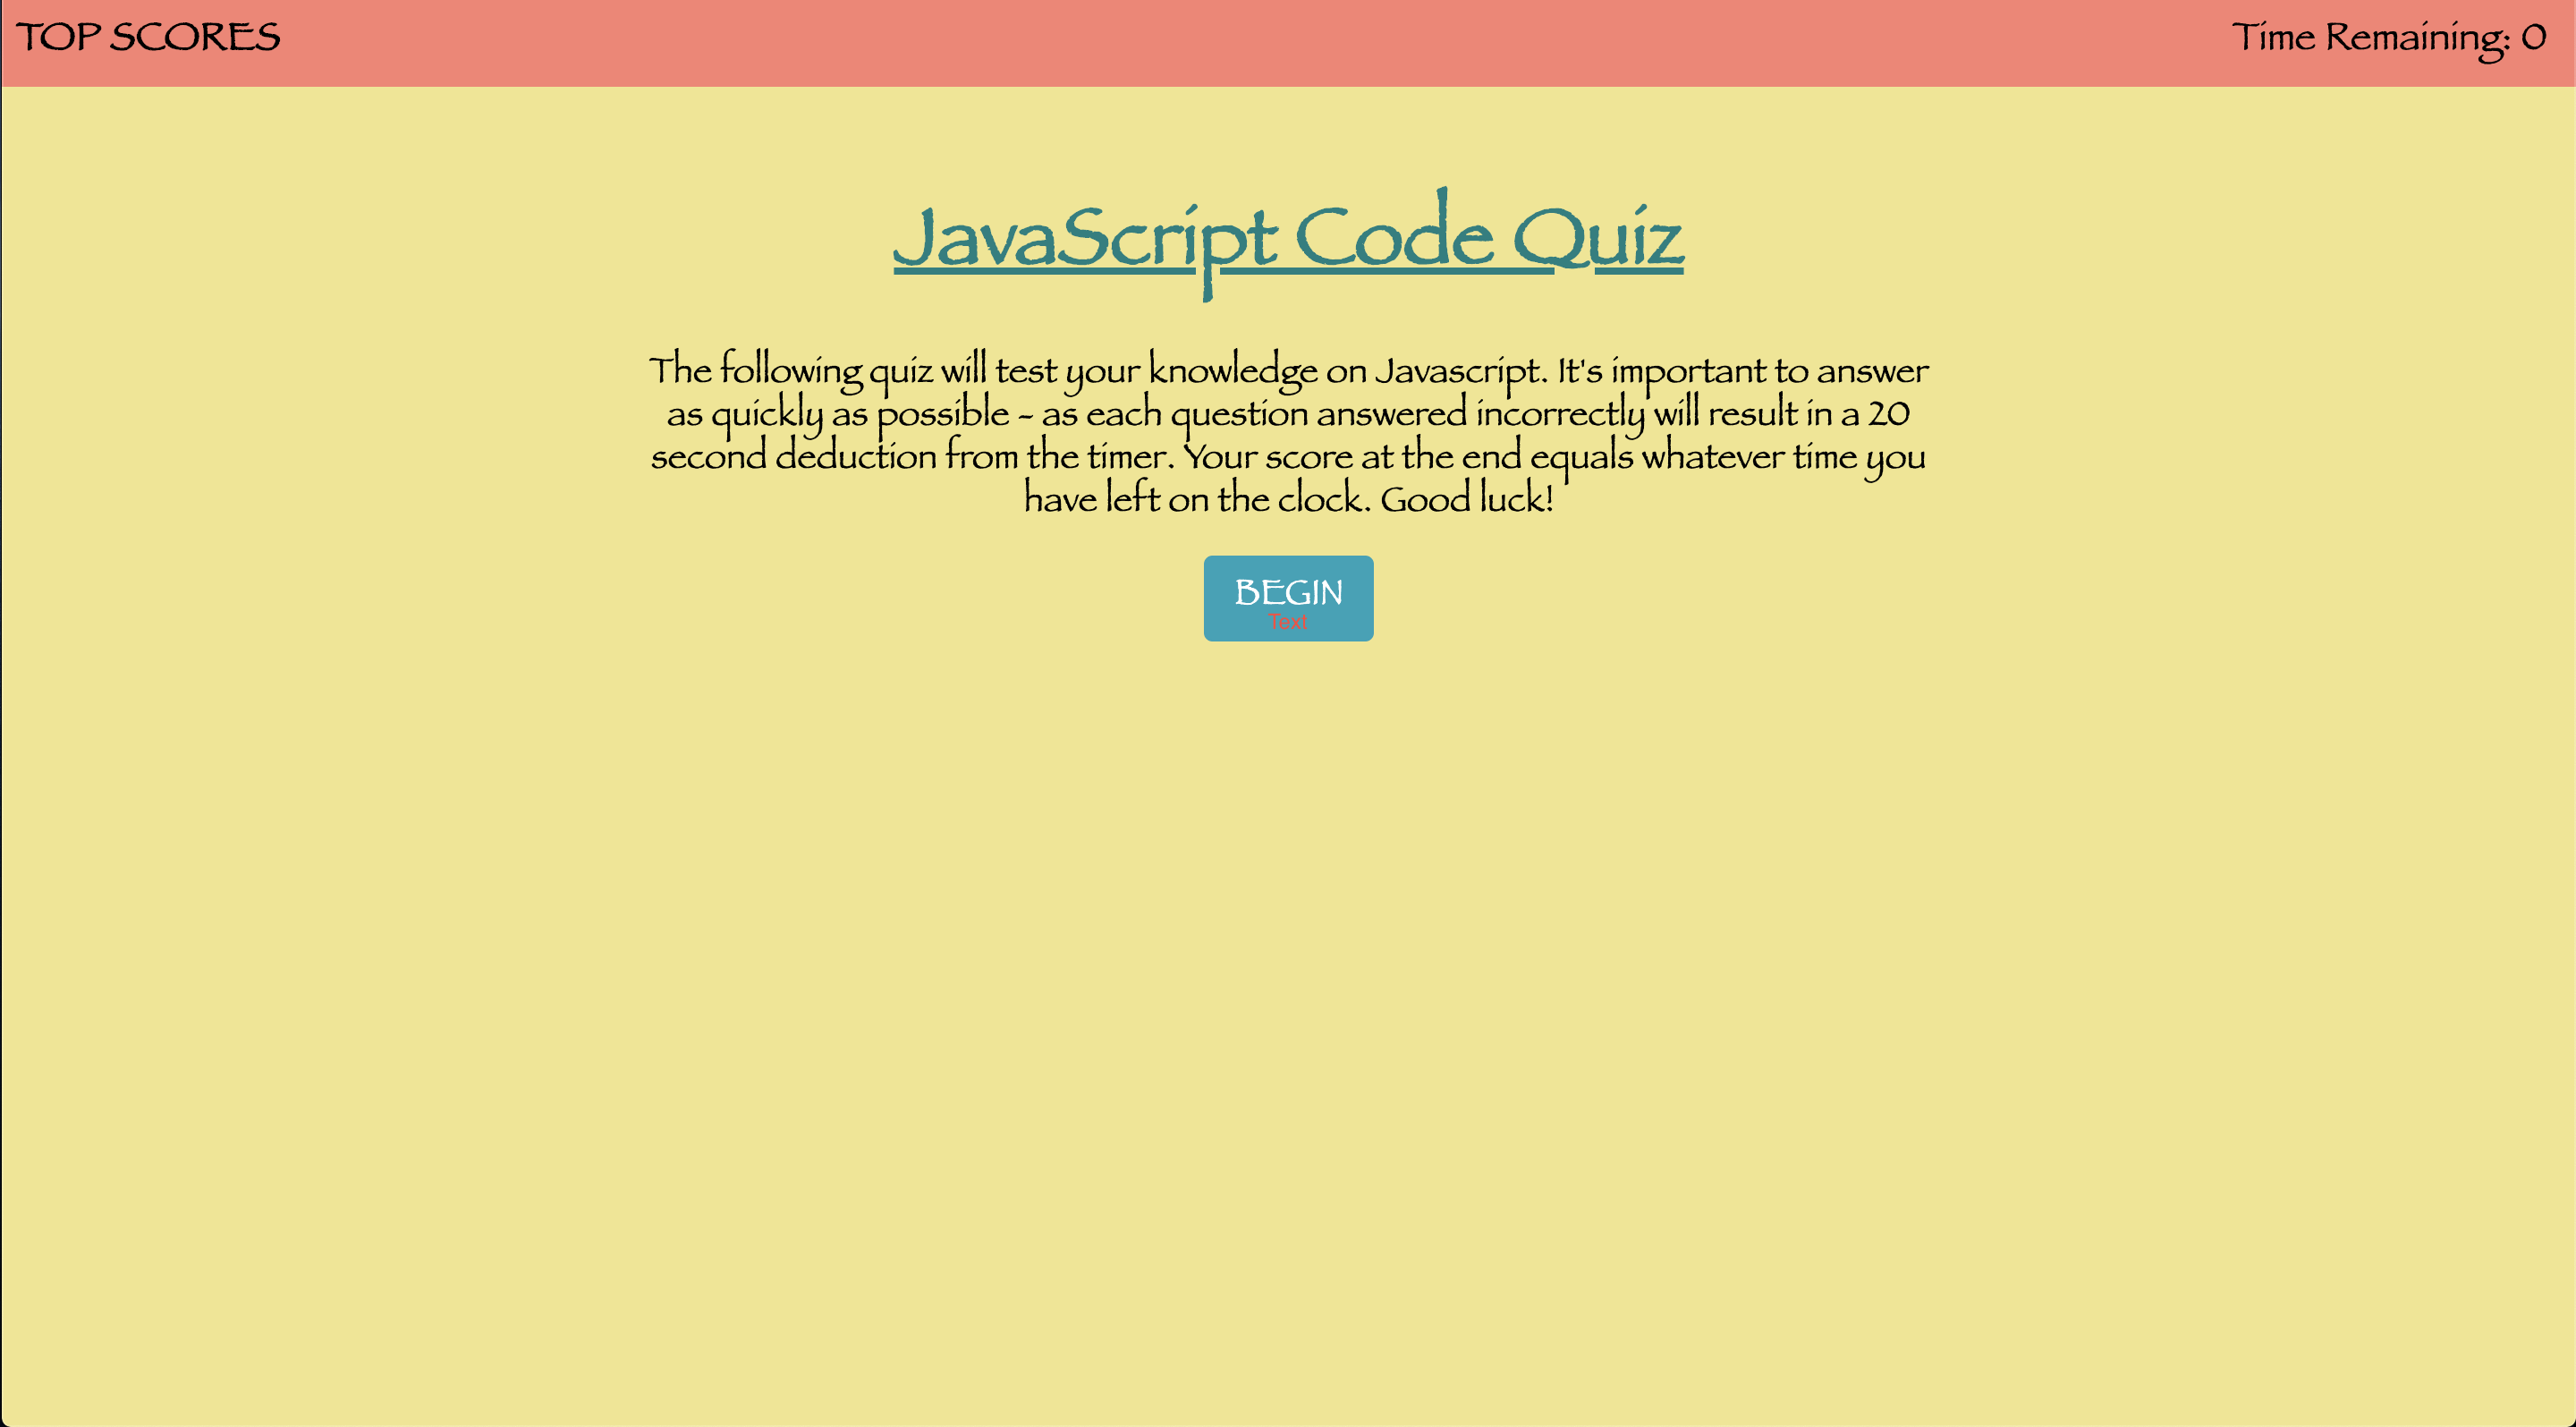 TOP SCORES
Time Remaining: 0
JavaScript Code Quiz
The following quiz will test your knowledge on Javascript. It's important to answer
as quickly as possible - as each question answered incorrectly will result in a 20
second deduction from the timer. Your score at the end equals whatever time you
have left on the clock. Good luck!
BEGIN
Text